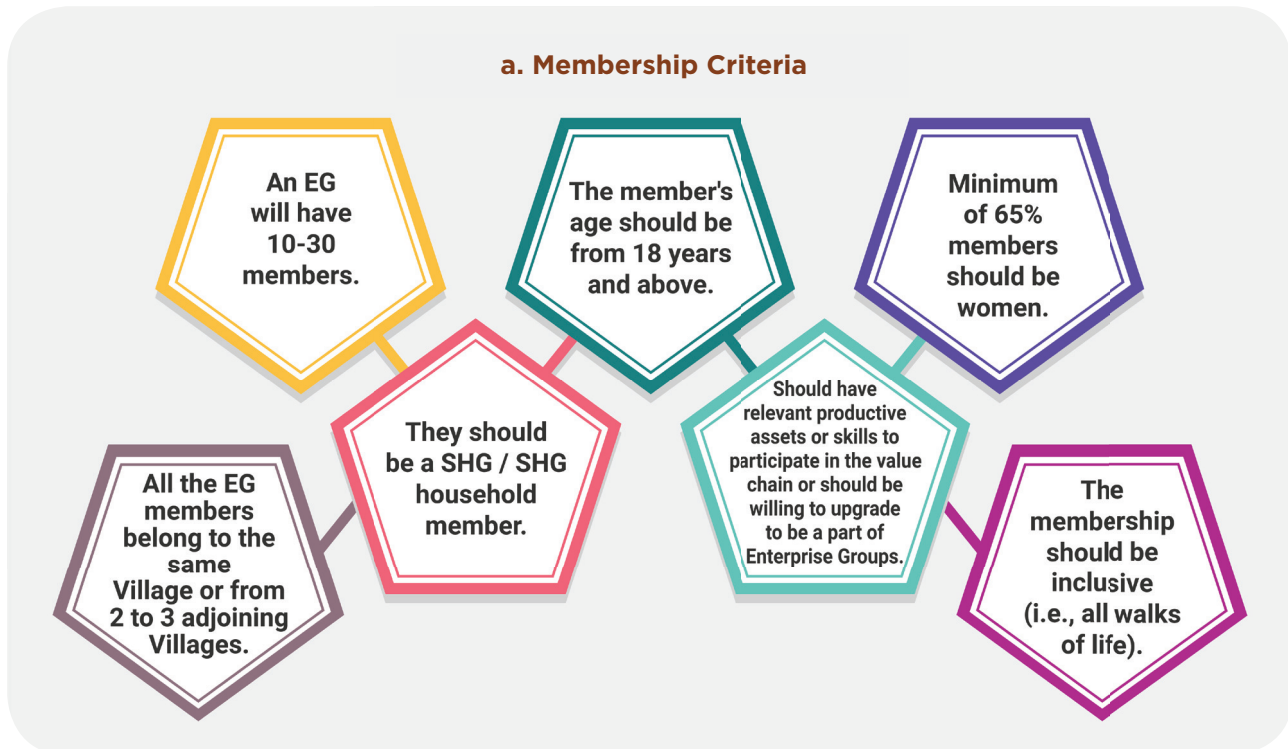 a. Membership Criteria
An EG
will have
10-30
members.
The member's
age should be
from 18 years
and above.
Minimum
of 65%
members
should be
women.
All the EG
members
belong to the
same
Village or from
2 to 3 adjoining
Villages.
They should
be a SHG / SHG
household
member.
Should have
relevant productive
assets or skills to
participate in the value
chain or should be
willing to upgrade
to be a part of
Enterprise Groups.
The
membership
should be
inclusive
(i.e., all walks
of life).